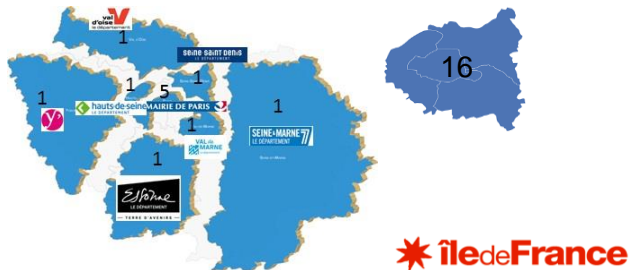 val
d'oise
le département
1
Seine Saint Denis
LE DÉPARTEMENT
1
1
5
1
y'
hauts-de-seine
LE DÉPARTEMENT
MAIRIE DE PARIS
1
SEINE&MARNE 77
LE DÉPARTEMENT
1
VAL de
MARNE
1
Essonne
LE DÉPARTEMENT
TERRE D'AVENIRS
16
îledeFrance